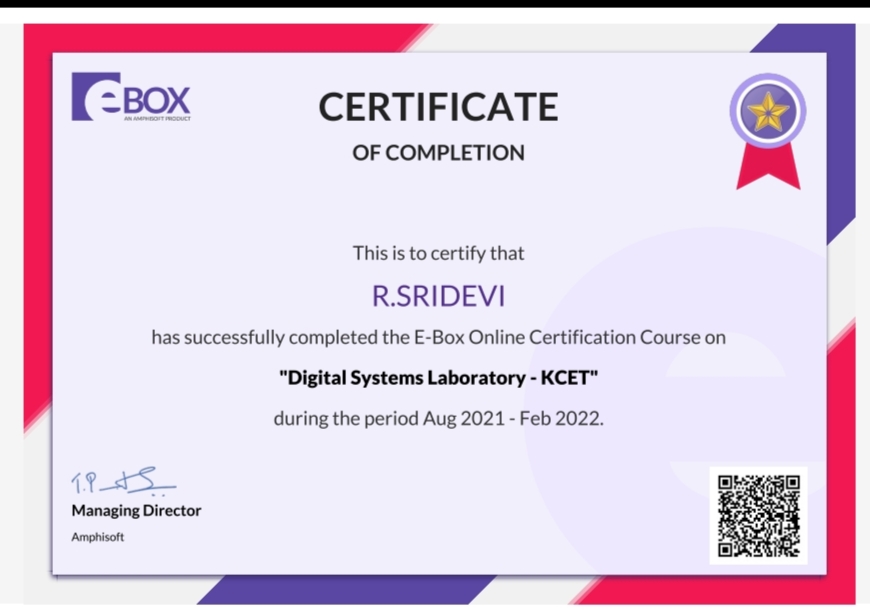 eBOX
AN AMPHISOFT PRODUCT
CERTIFICATE
OF COMPLETION
This is to certify that
R.SRIDEVI
has successfully completed the E-Box Online Certification Course on
"Digital Systems Laboratory - KCET"
during the period Aug 2021 - Feb 2022.
Managing Director
Amphisoft